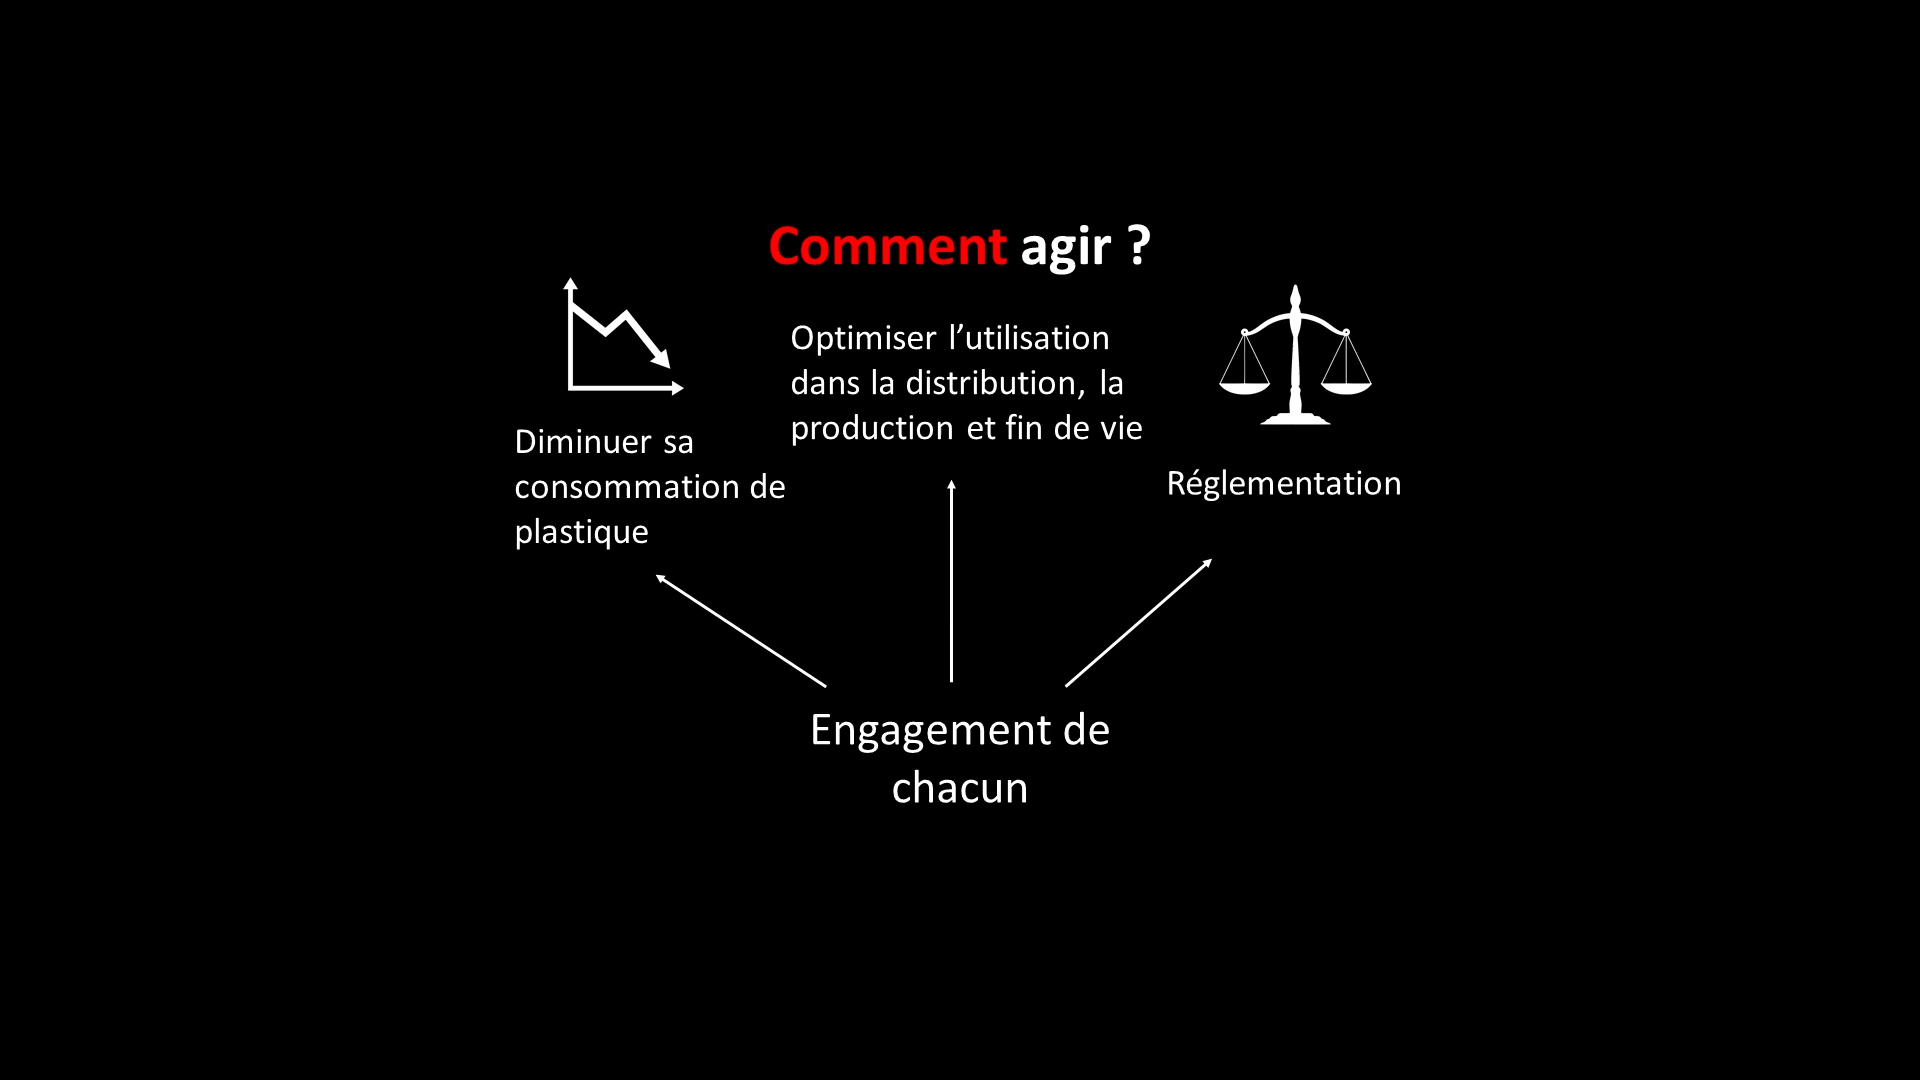 Comment agir ?
Optimiser l’utilisation
dans la distribution, la
production et fin de vie
Diminuer sa
consommation de
plastique
Réglementation
Engagement de
chacun